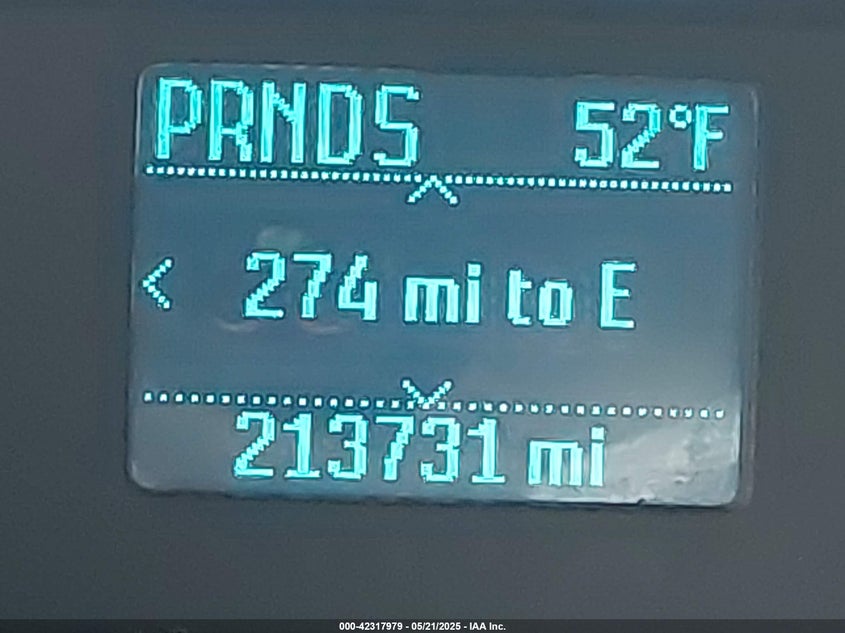 PRNDS 52°F
< 274 mi to E
213731 mi
000-42317979 - 05/21/2025 - IAA Inc.